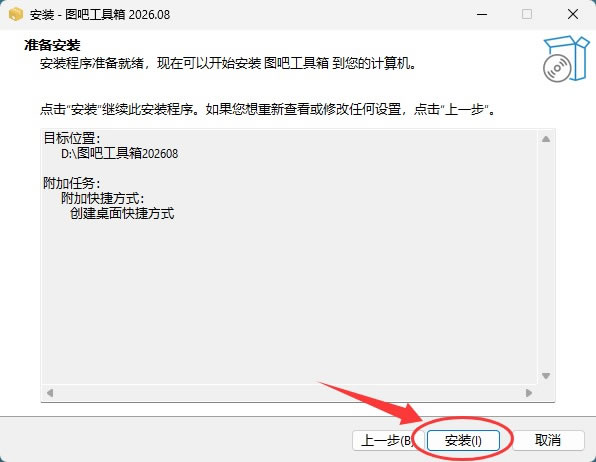 安装 - 图吧工具箱 2026.08
准备安装
安装程序准备就绪，现在可以开始安装 图吧工具箱 到您的计算机。
点击“安装”继续此安装程序。如果您想重新查看或修改任何设置，点击“上一步”。
目标位置：
D:\图吧工具箱202608
附加任务：
附加快捷方式：
创建桌面快捷方式
上一步(B) 安装(I) 取消